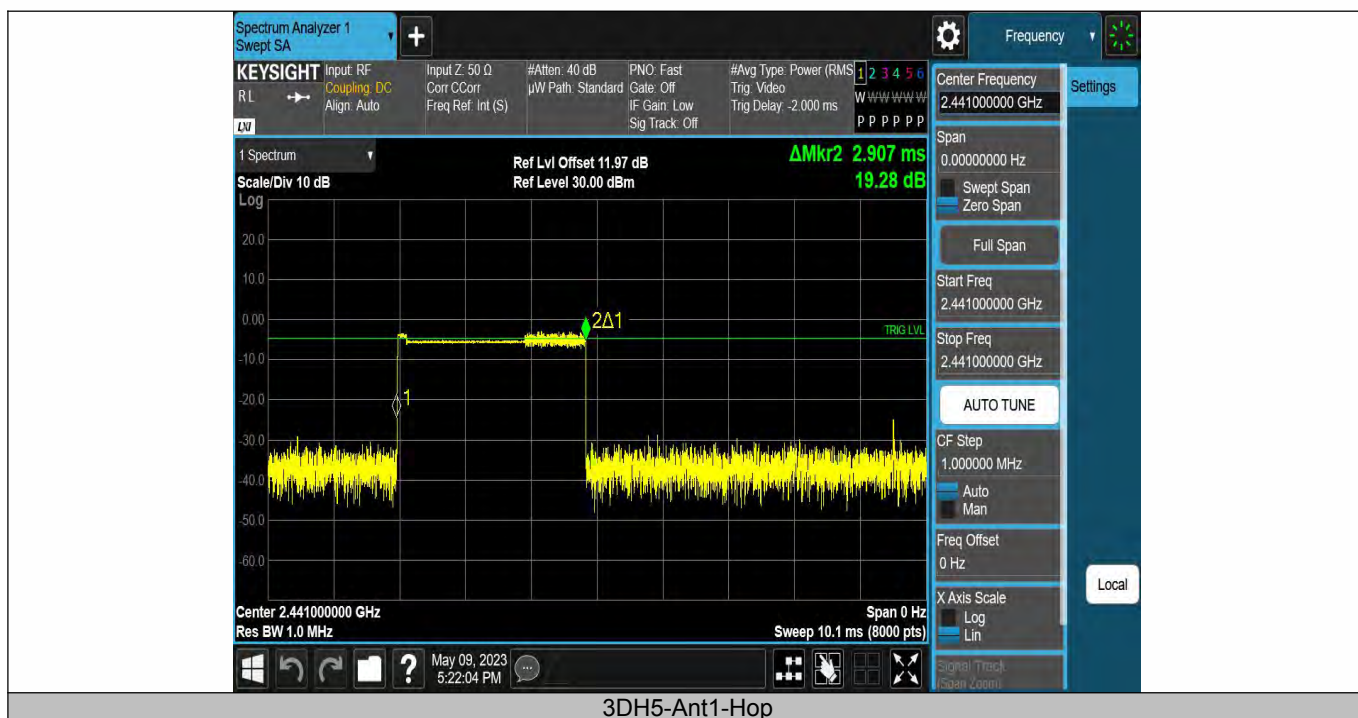 Spectrum Analyzer 1
Swept SA
Frequency
KEYSIGHT
RL
LXI
Input: RF
Coupling: DC
Align: Auto
Input Z: 50 Ω
Corr CCorr
Freq Ref: Int (S)
#Atten: 40 dB
µW Path: Standard
PNO: Fast
Gate: Off
IF Gain: Low
Sig Track: Off
#Avg Type: Power (RMS
Trig: Video
Trig Delay: -2.000 ms
1 2 3 4 5 6
W W W W W W
P P P P P P
1 Spectrum
Scale/Div 10 dB
Log
Ref Lvl Offset 11.97 dB
Ref Level 30.00 dBm
ΔMkr2 2.907 ms
19.28 dB
20.0
10.0
0.00
-10.0
-20.0
-30.0
-40.0
-50.0
-60.0
2Δ1
1
TRIG LVL
Center 2.441000000 GHz
Res BW 1.0 MHz
Span 0 Hz
Sweep 10.1 ms (8000 pts)
Center Frequency
2.441000000 GHz
Settings
Span
0.00000000 Hz
Swept Span
Zero Span
Full Span
Start Freq
2.441000000 GHz
Stop Freq
2.441000000 GHz
AUTO TUNE
CF Step
1.000000 MHz
Auto
Man
Freq Offset
0 Hz
X Axis Scale
Log
Lin
Signal Track
(Span Zoom)
Local
?
May 09, 2023
5:22:04 PM
3DH5-Ant1-Hop